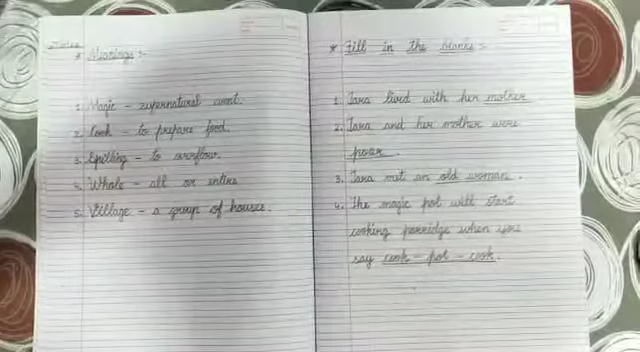 * Meanings :-
1. Magic - supernatural event.
2. Cook - to prepare food.
3. Spilling - to overflow.
4. Whole - all or entire
5. Village - a group of houses.
* Fill in the blanks :-
1. Tara lived with her mother
2. Tara and her mother were
poor.
3. Tara met an old woman.
4. The magic pot will start
cooking porridge when you
say cook - pot - cook.